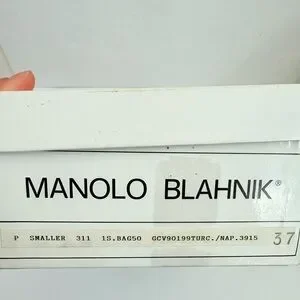 MANOLO BLAHNIK®
P SMALLER 311 1S.BAG50 GCV90199TURC./NAP.3915 37